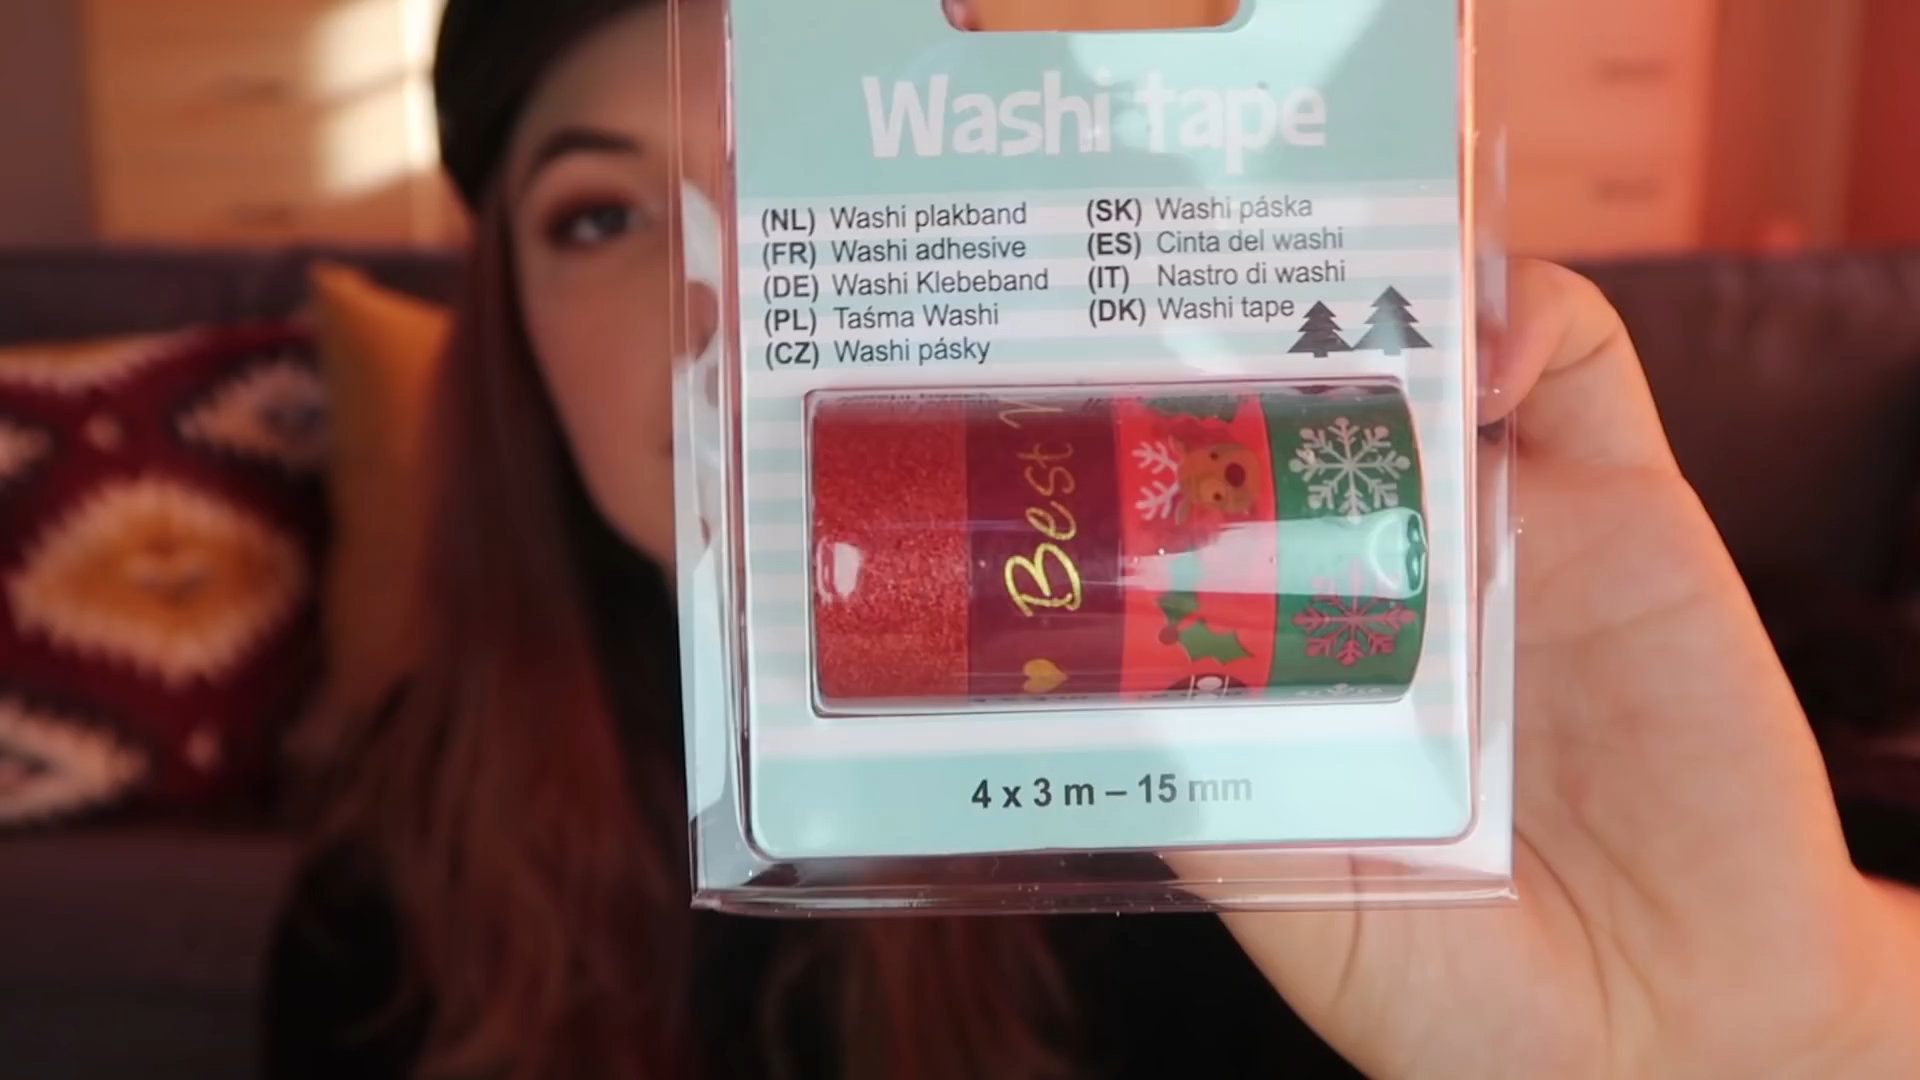 Washi tape
(NL) Washi plakband
(FR) Washi adhesive
(DE) Washi Klebeband
(PL) Taśma Washi
(CZ) Washi pásky
(SK) Washi páska
(ES) Cinta del washi
(IT) Nastro di washi
(DK) Washi tape
Best
4 x 3 m – 15 mm